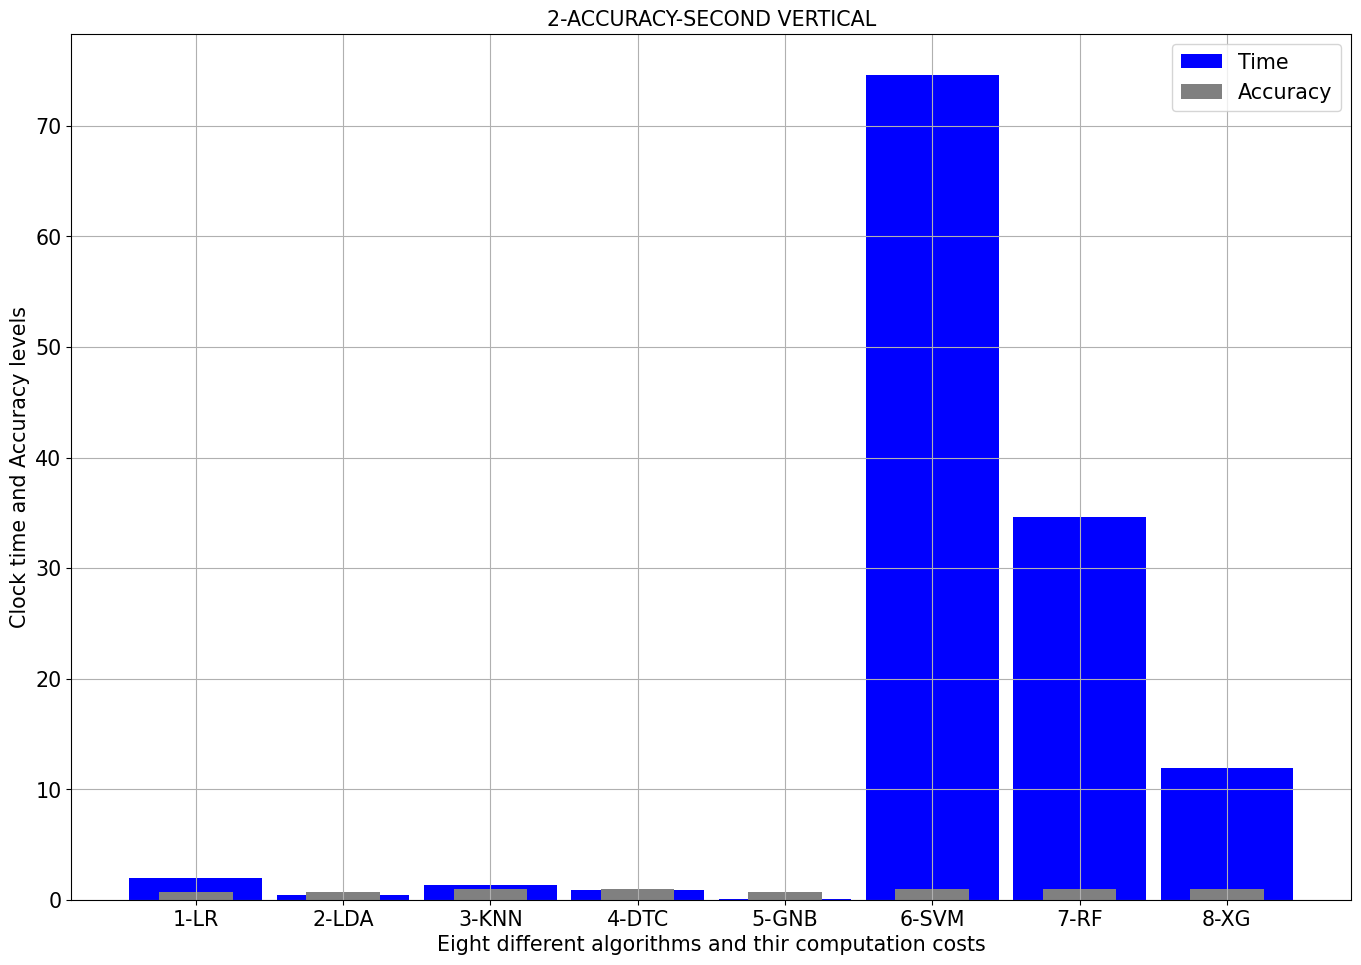 2-ACCURACY-SECOND VERTICAL
Time
Accuracy
Clock time and Accuracy levels
70
60
50
40
30
20
10
0
1-LR 2-LDA 3-KNN 4-DTC 5-GNB 6-SVM 7-RF 8-XG
Eight different algorithms and thir computation costs